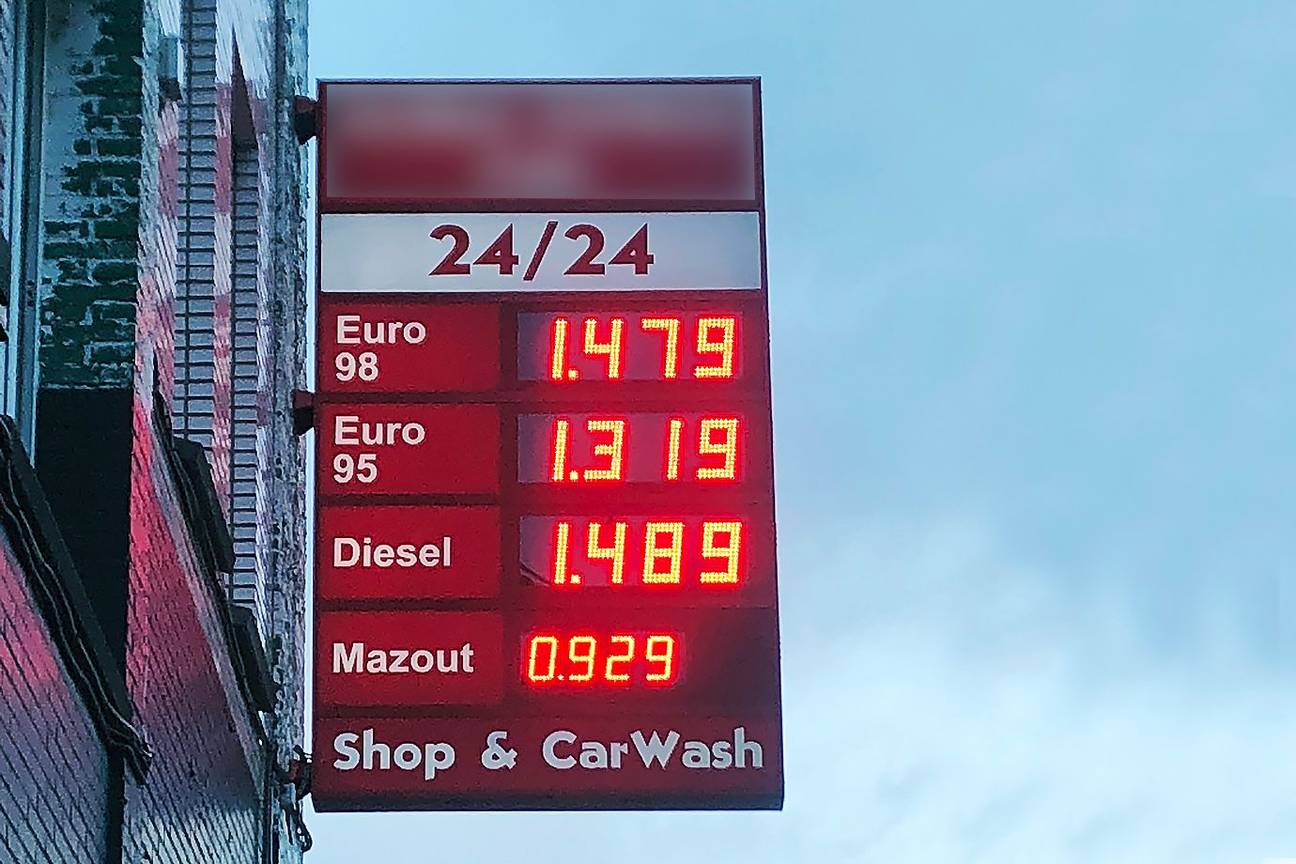 24/24
Euro 98 1.479
Euro 95 1.319
Diesel 1.489
Mazout 0.929
Shop & CarWash